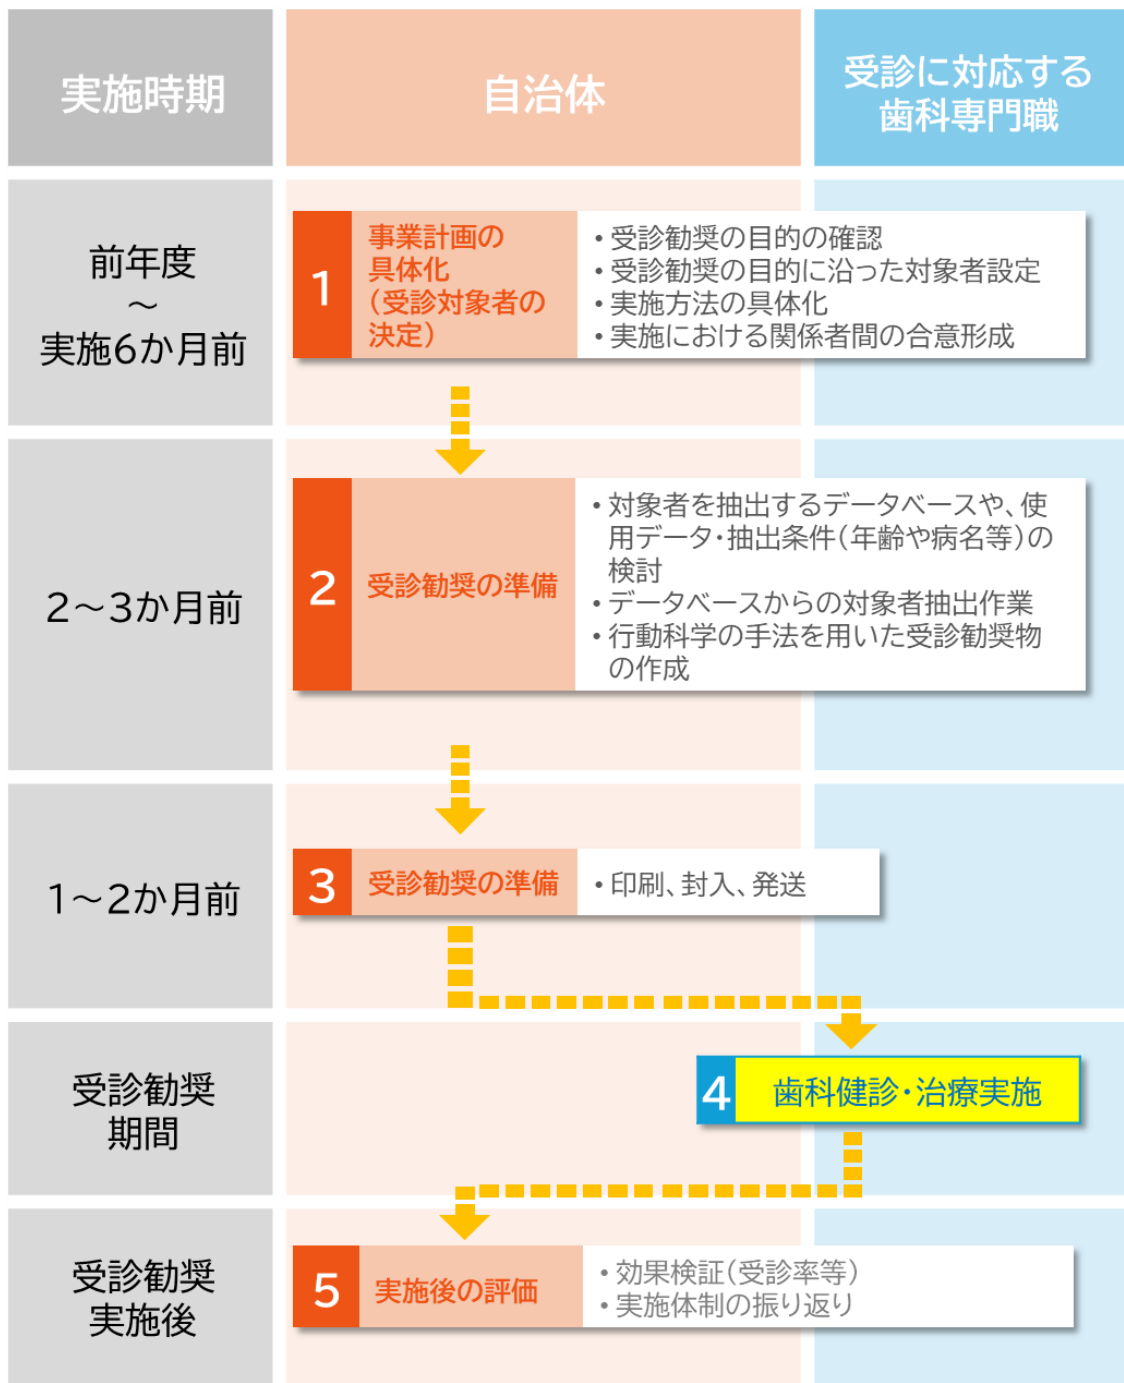 実施時期
自治体
受診に対応する
歯科専門職
前年度
～
実施6か月前
1
事業計画の
具体化
（受診対象者の
決定）
・受診勧奨の目的の確認
・受診勧奨の目的に沿った対象者設定
・実施方法の具体化
・実施における関係者間の合意形成
2～3か月前
2
受診勧奨の準備
・対象者を抽出するデータベースや、使
用データ・抽出条件（年齢や病名等）の
検討
・データベースからの対象者抽出作業
・行動科学の手法を用いた受診勧奨物
の作成
1～2か月前
3
受診勧奨の準備
・印刷、封入、発送
受診勧奨
期間
4
歯科健診・治療実施
受診勧奨
実施後
5
実施後の評価
・効果検証（受診率等）
・実施体制の振り返り